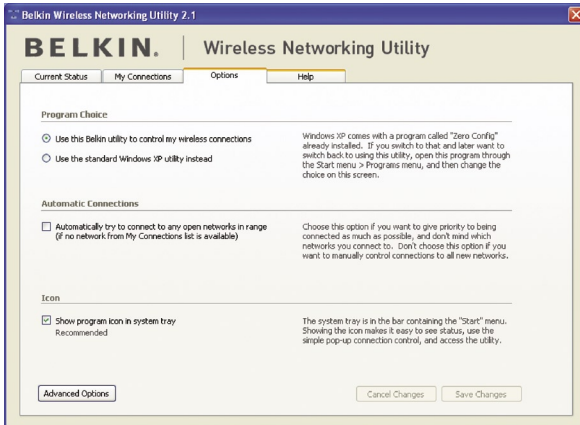 Belkin Wireless Networking Utility 2.1
BELKIN. Wireless Networking Utility
Current Status My Connections Options Help
Program Choice
Use this Belkin utility to control my wireless connections
Use the standard Windows XP utility instead
Windows XP comes with a program called "Zero Config"
already installed. If you switch to that and later want to
switch back to using this utility, open this program through
the Start menu > Programs menu, and then change the
choice on this screen.
Automatic Connections
Automatically try to connect to any open networks in range
(if no network from My Connections list is available)
Choose this option if you want to give priority to being
connected as much as possible, and don't mind which
networks you connect to. Don't choose this option if you
want to manually control connections to all new networks.
Icon
Show program icon in system tray
Recommended
The system tray is in the bar containing the "Start" menu.
Showing the icon makes it easy to see status, use the
simple pop-up connection control, and access the utility.
Advanced Options Cancel Changes Save Changes